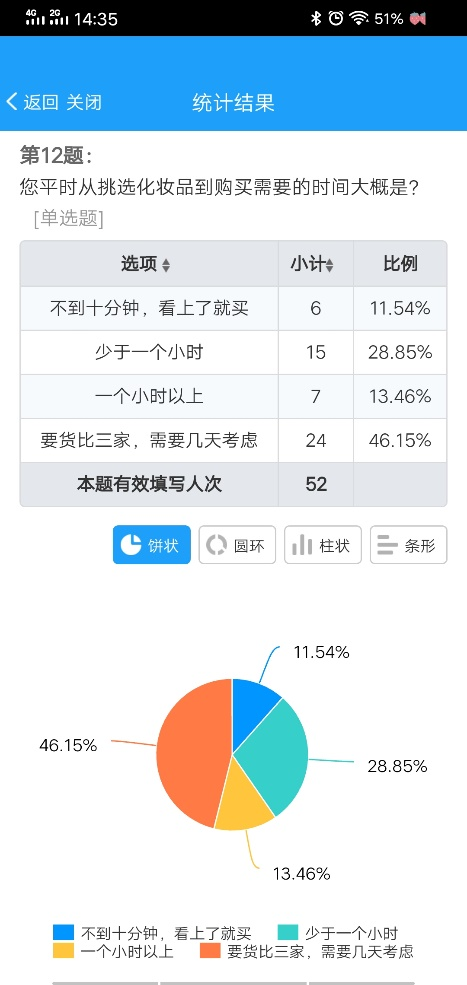 4G 2G 14:35 51%
返回 关闭 统计结果
第12题：
您平时从挑选化妆品到购买需要的时间大概是？
[单选题]
选项 小计 比例
不到十分钟，看上了就买 6 11.54%
少于一个小时 15 28.85%
一个小时以上 7 13.46%
要货比三家，需要几天考虑 24 46.15%
本题有效填写人次 52
饼状 圆环 柱状 条形
11.54%
46.15%
28.85%
13.46%
不到十分钟，看上了就买 少于一个小时
一个小时以上 要货比三家，需要几天考虑